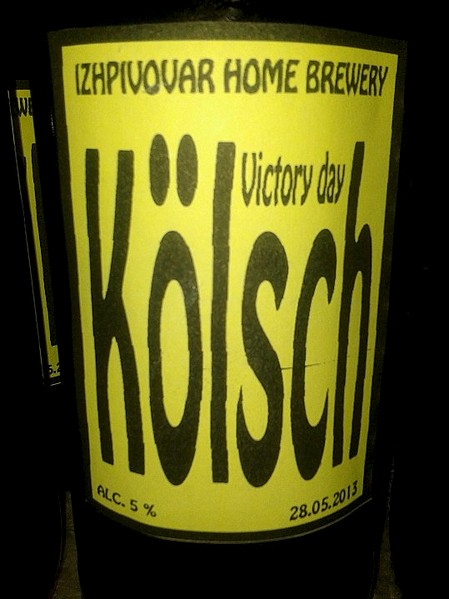 IZHPIVOVAR HOME BREWERY
Victory day
Kölsch
ALC. 5 %
28.05.2013